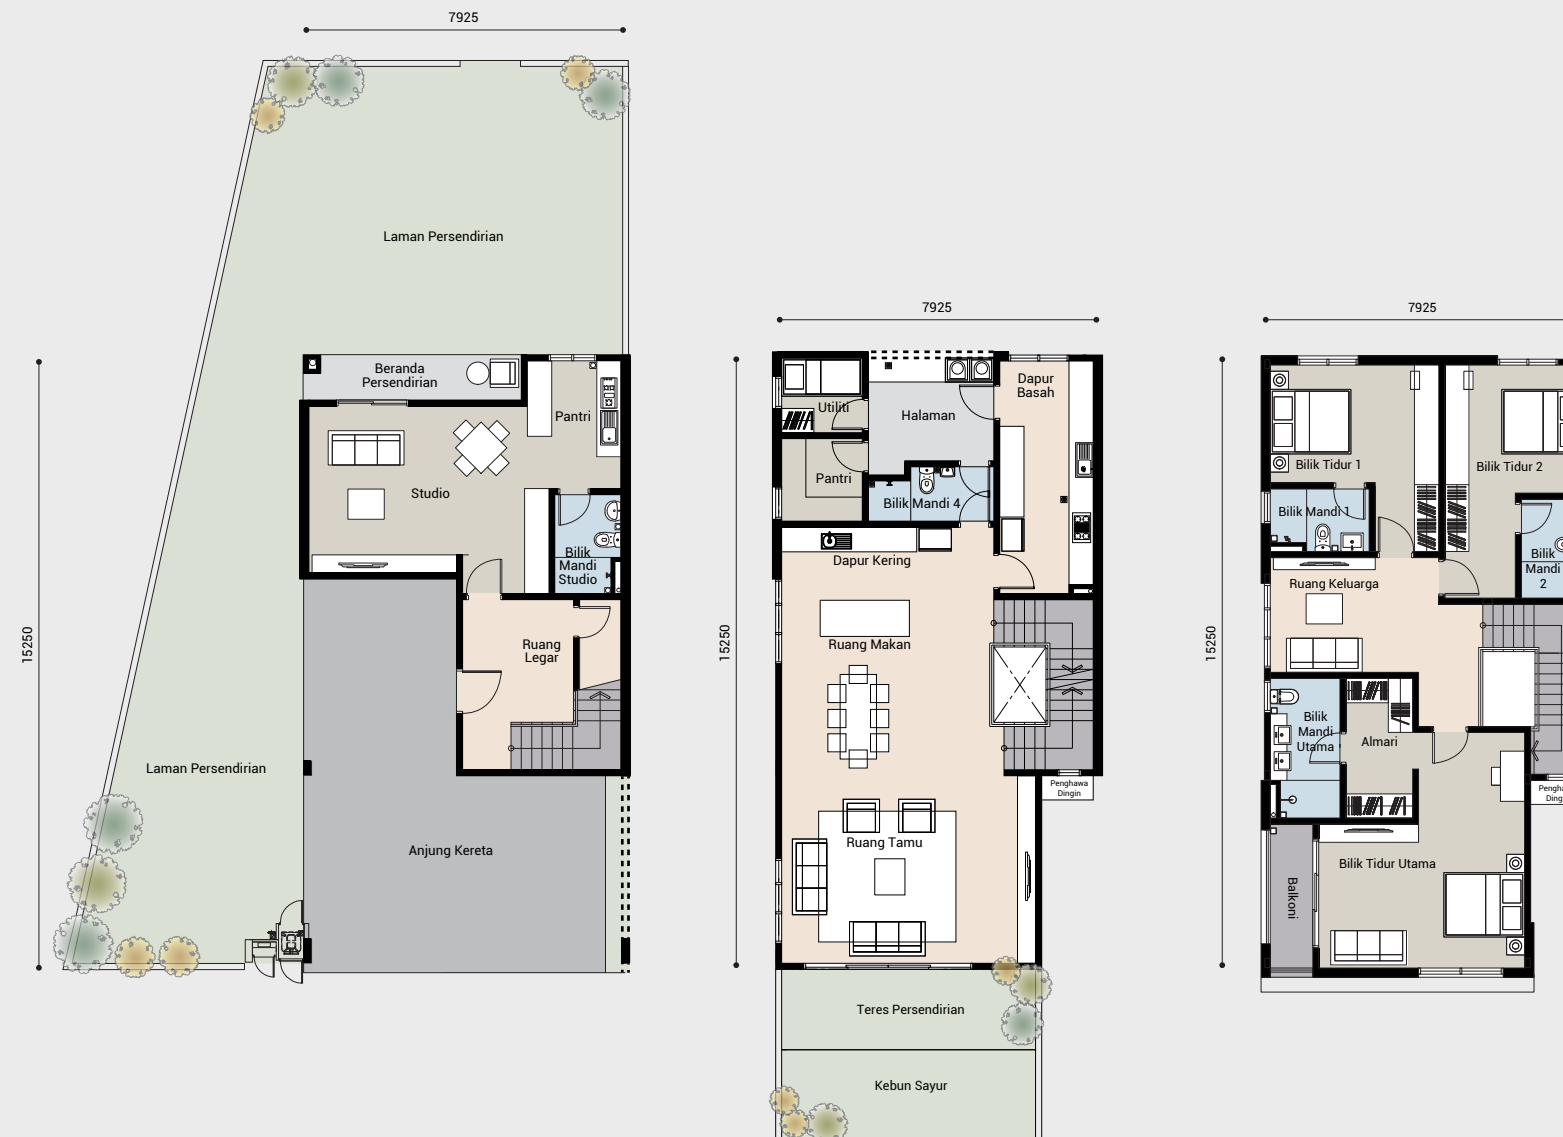 7925
Laman Persendirian
Beranda
Persendirian
Pantri
Studio
Bilik
Mandi
Studio
Ruang
Legar
15250
Laman Persendirian
Anjung Kereta
7925
Dapur
Basah
Utiliti
Halaman
Pantri
Bilik Mandi 4
Dapur Kering
Ruang Makan
15250
Penghawa
Dingin
Ruang Tamu
Teres Persendirian
Kebun Sayur
7925
Bilik Tidur 1
Bilik Tidur 2
Bilik Mandi 1
Bilik
Mandi
2
Ruang Keluarga
15250
Bilik
Mandi
Utama
Almari
Bilik Tidur Utama
Balkoni